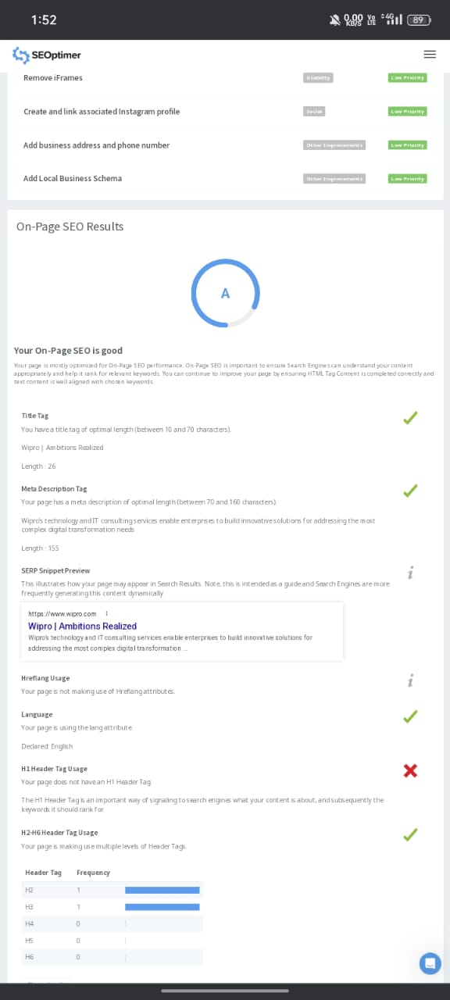 1:52
0.00 KB/S
Vo LTE
4G
89
SEOptimer
Remove iFrames Usability Low Priority
Create and link associated Instagram profile Social Low Priority
Add business address and phone number Other Improvements Low Priority
Add Local Business Schema Other Improvements Low Priority
On-Page SEO Results
A
Your On-Page SEO is good
Your page is mostly optimized for On-Page SEO performance. On-Page SEO is important to ensure Search Engines can understand your content
appropriately and help it rank for relevant keywords. You can continue to improve your page by ensuring HTML Tag Content is completed correctly and
text content is well aligned with chosen keywords.
Title Tag
You have a title tag of optimal length (between 10 and 70 characters).
Wipro | Ambitions Realized
Length : 26
Meta Description Tag
Your page has a meta description of optimal length (between 70 and 160 characters)
Wipro's technology and IT consulting services enable enterprises to build innovative solutions for addressing the most
complex digital transformation needs
Length : 155
SERP Snippet Preview
This illustrates how your page may appear in Search Results. Note, this is intended as a guide and Search Engines are more
frequently generating this content dynamically.
https://www.wipro.com
Wipro | Ambitions Realized
Wipro's technology and IT consulting services enable enterprises to build innovative solutions for
addressing the most complex digital transformation ...
Hreflang Usage
Your page is not making use of Hreflang attributes.
Language
Your page is using the lang attribute.
Declared: English
H1 Header Tag Usage
Your page does not have an H1 Header Tag.
The H1 Header Tag is an important way of signaling to search engines what your content is about, and subsequently the
keywords it should rank for.
H2-H6 Header Tag Usage
Your page is making use multiple levels of Header Tags.
Header Tag Frequency
H2 1
H3 1
H4 0
H5 0
H6 0